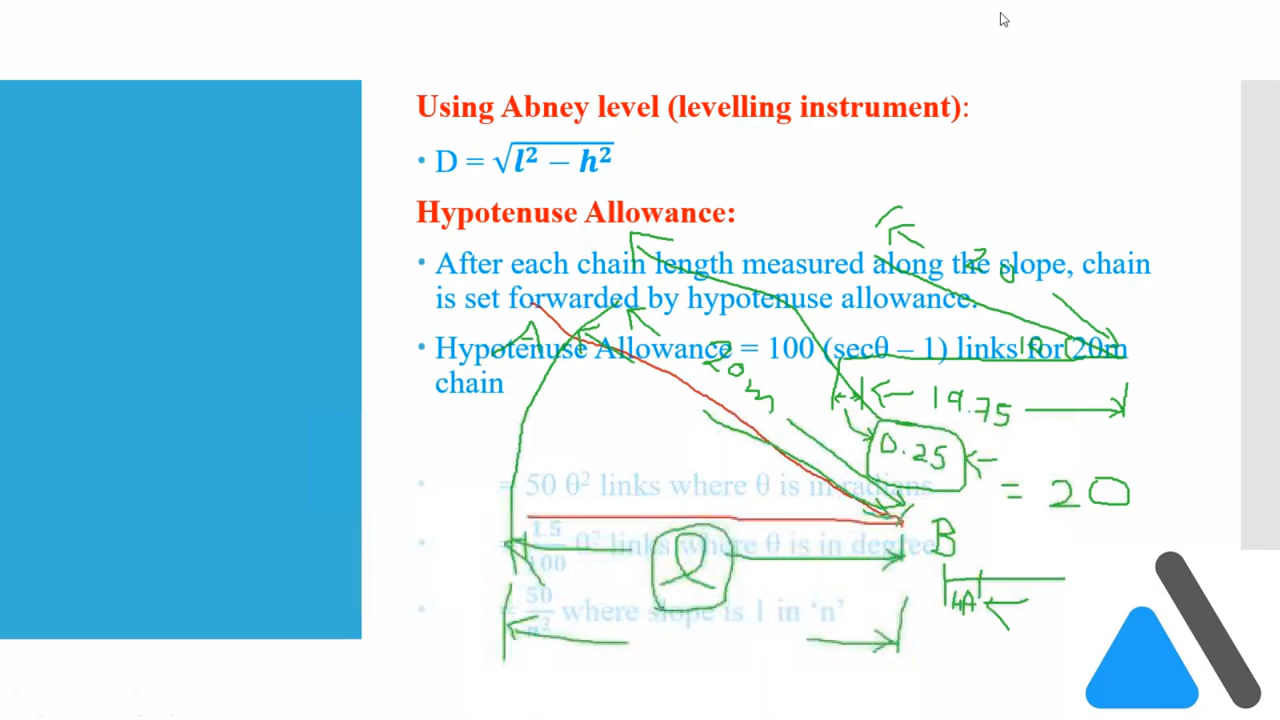 Using Abney level (levelling instrument):
• D = √l² − h²
Hypotenuse Allowance:
• After each chain length measured along the slope, chain
is set forwarded by hypotenuse allowance.
• Hypotenuse Allowance = 100 (secθ – 1) links for 20m
chain
• = 50 θ² links where θ is in radians
• = 1.5/100 θ² links where θ is in degree
• = 50/n² where slope is 1 in ‘n’
20
A
20m
19.75
0.25
= 20
B
HA